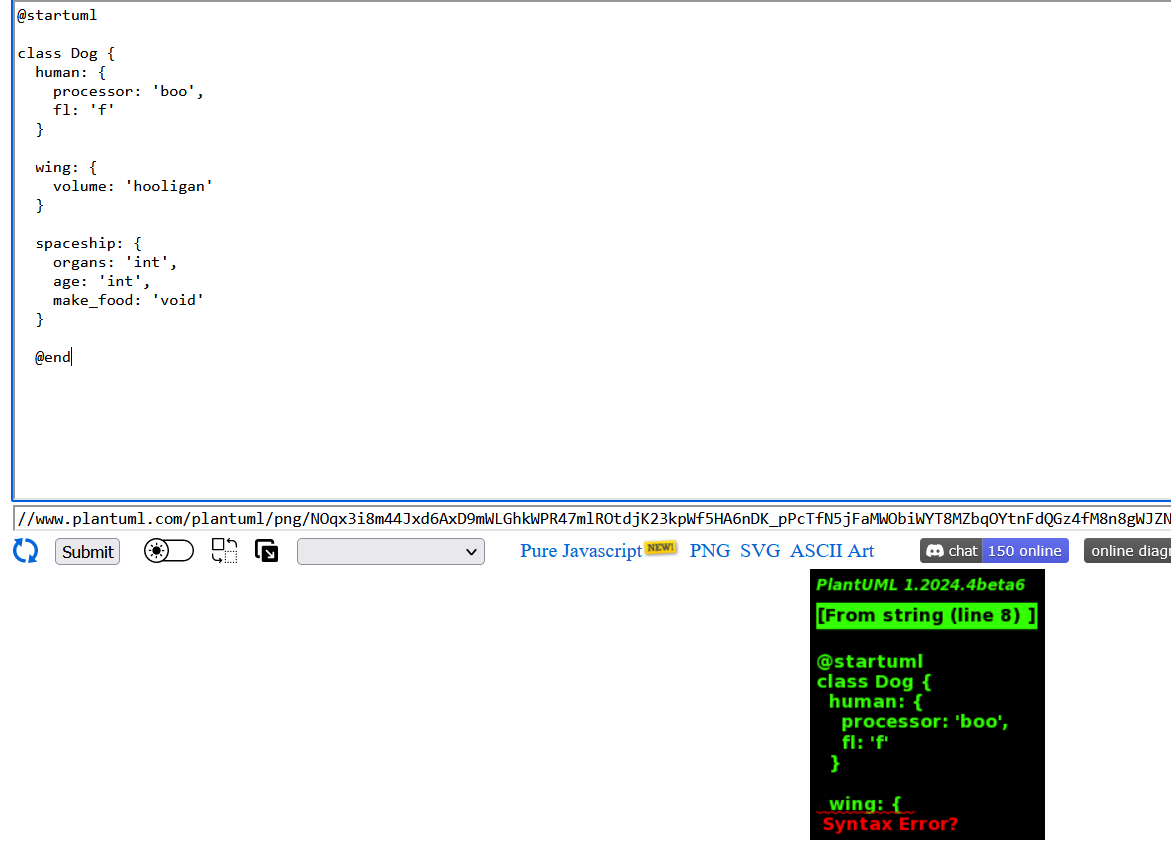 @startuml
class Dog {
human: {
processor: 'boo',
fl: 'f'
}
wing: {
volume: 'hooligan'
}
spaceship: {
organs: 'int',
age: 'int',
make_food: 'void'
}
@end
//www.plantuml.com/plantuml/png/NOqx3i8m44Jxd6AxD9mWLGhkWPR47mlROtdjK23kpWf5HA6nDK_pPcTfN5jFaMWObiWYT8MZbqOYtnFdQGz4fM8n8gWJZN
Submit
Pure Javascript NEW! PNG SVG ASCII Art chat 150 online online diag
PlantUML 1.2024.4beta6
[From string (line 8) ]
@startuml
class Dog {
human: {
processor: 'boo',
fl: 'f'
}
wing: {
Syntax Error?